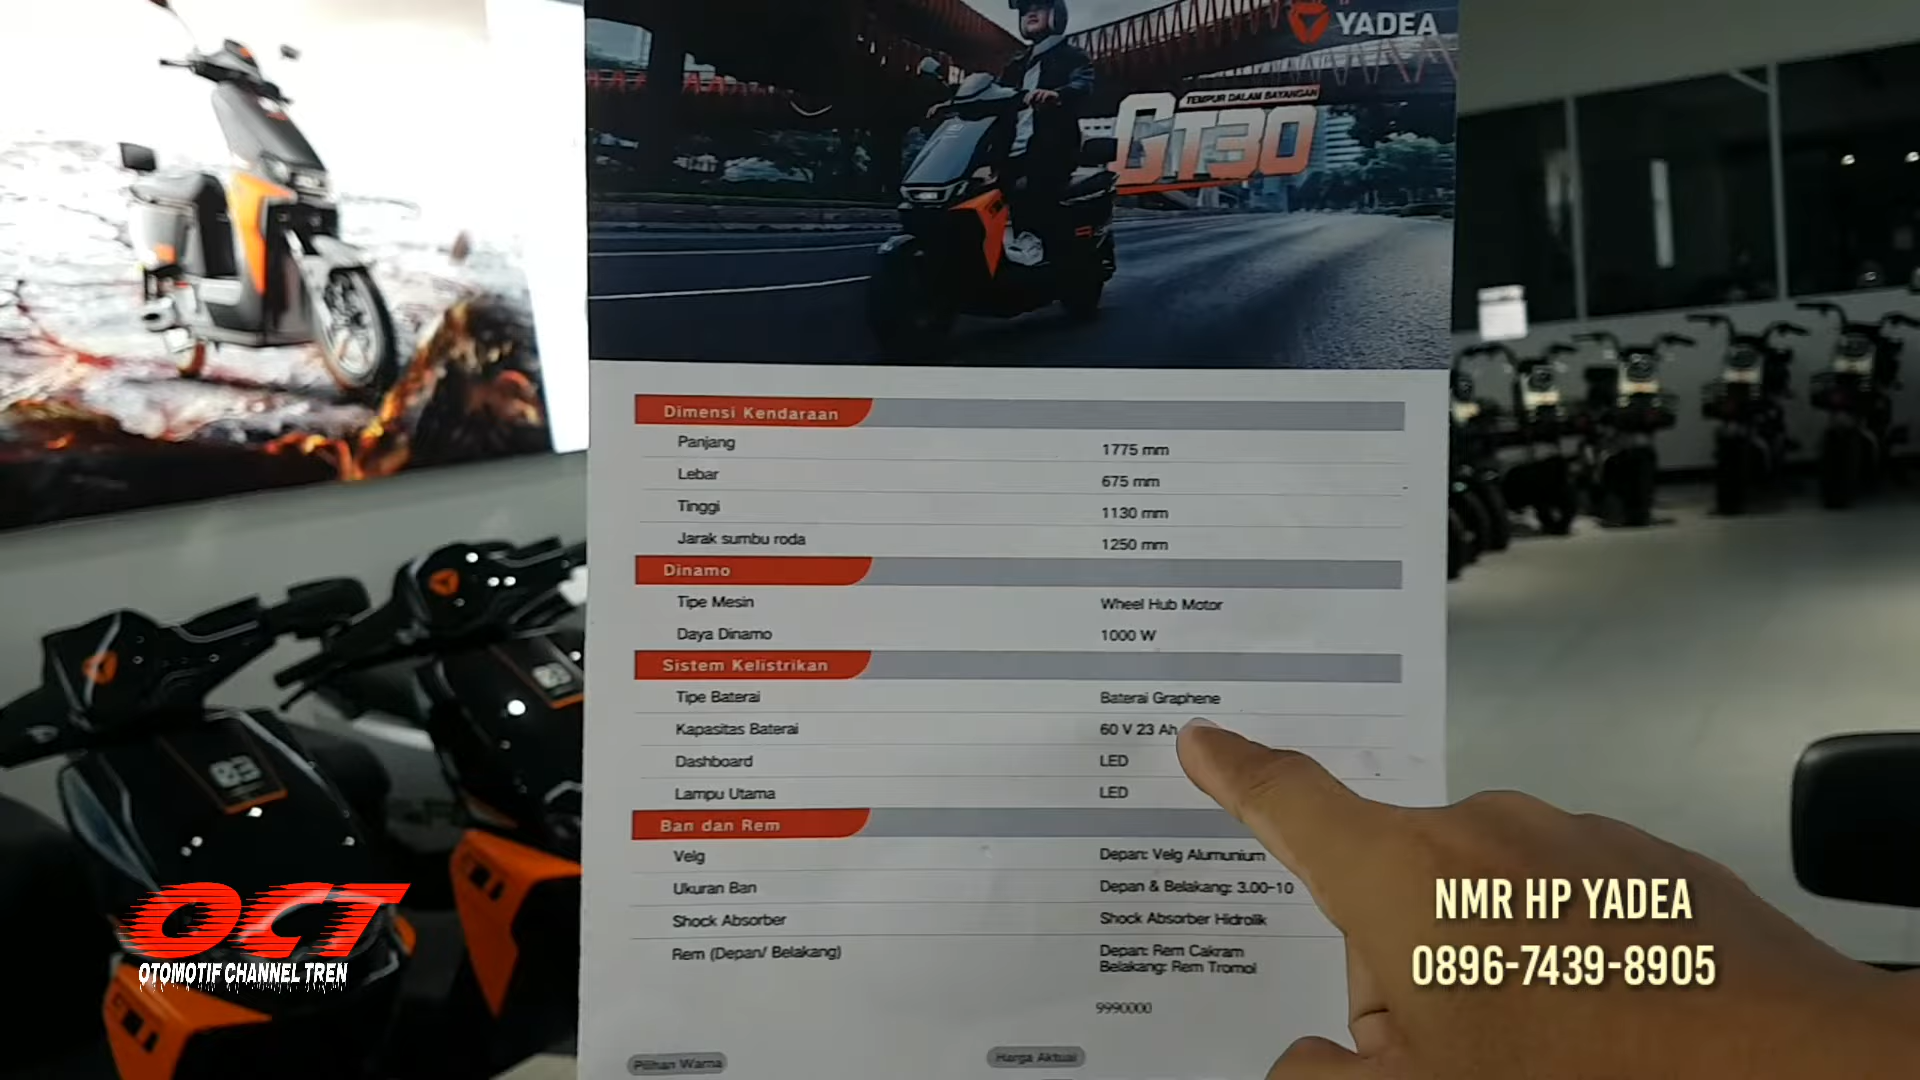 YADEA
TEMPUR DALAM BAYANGAN
GT30
Dimensi Kendaraan
Panjang 1775 mm
Lebar 675 mm
Tinggi 1130 mm
Jarak sumbu roda 1250 mm
Dinamo
Tipe Mesin Wheel Hub Motor
Daya Dinamo 1000 W
Sistem Kelistrikan
Tipe Baterai Baterai Graphene
Kapasitas Baterai 60 V 23 Ah
Dashboard LED
Lampu Utama LED
Ban dan Rem
Velg Depan: Velg Alumunium
Ukuran Ban Depan & Belakang: 3.00-10
Shock Absorber Shock Absorber Hidrolik
Rem (Depan/ Belakang) Depan: Rem Cakram
Belakang: Rem Tromol
9990000
Pilihan Warna Harga Aktual
03
03
OCT
OTOMOTIF CHANNEL TREN
NMR HP YADEA
0896-7439-8905